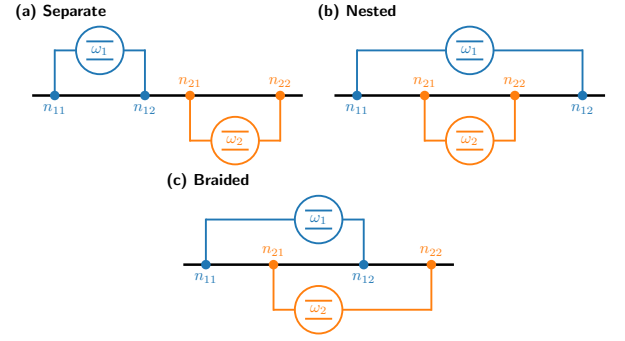 (a) Separate
ω₁
n₂₁ n₂₂
n₁₁ n₁₂
ω₂
(b) Nested
ω₁
n₂₁ n₂₂
n₁₁ n₁₂
ω₂
(c) Braided
ω₁
n₂₁ n₂₂
n₁₁ n₁₂
ω₂